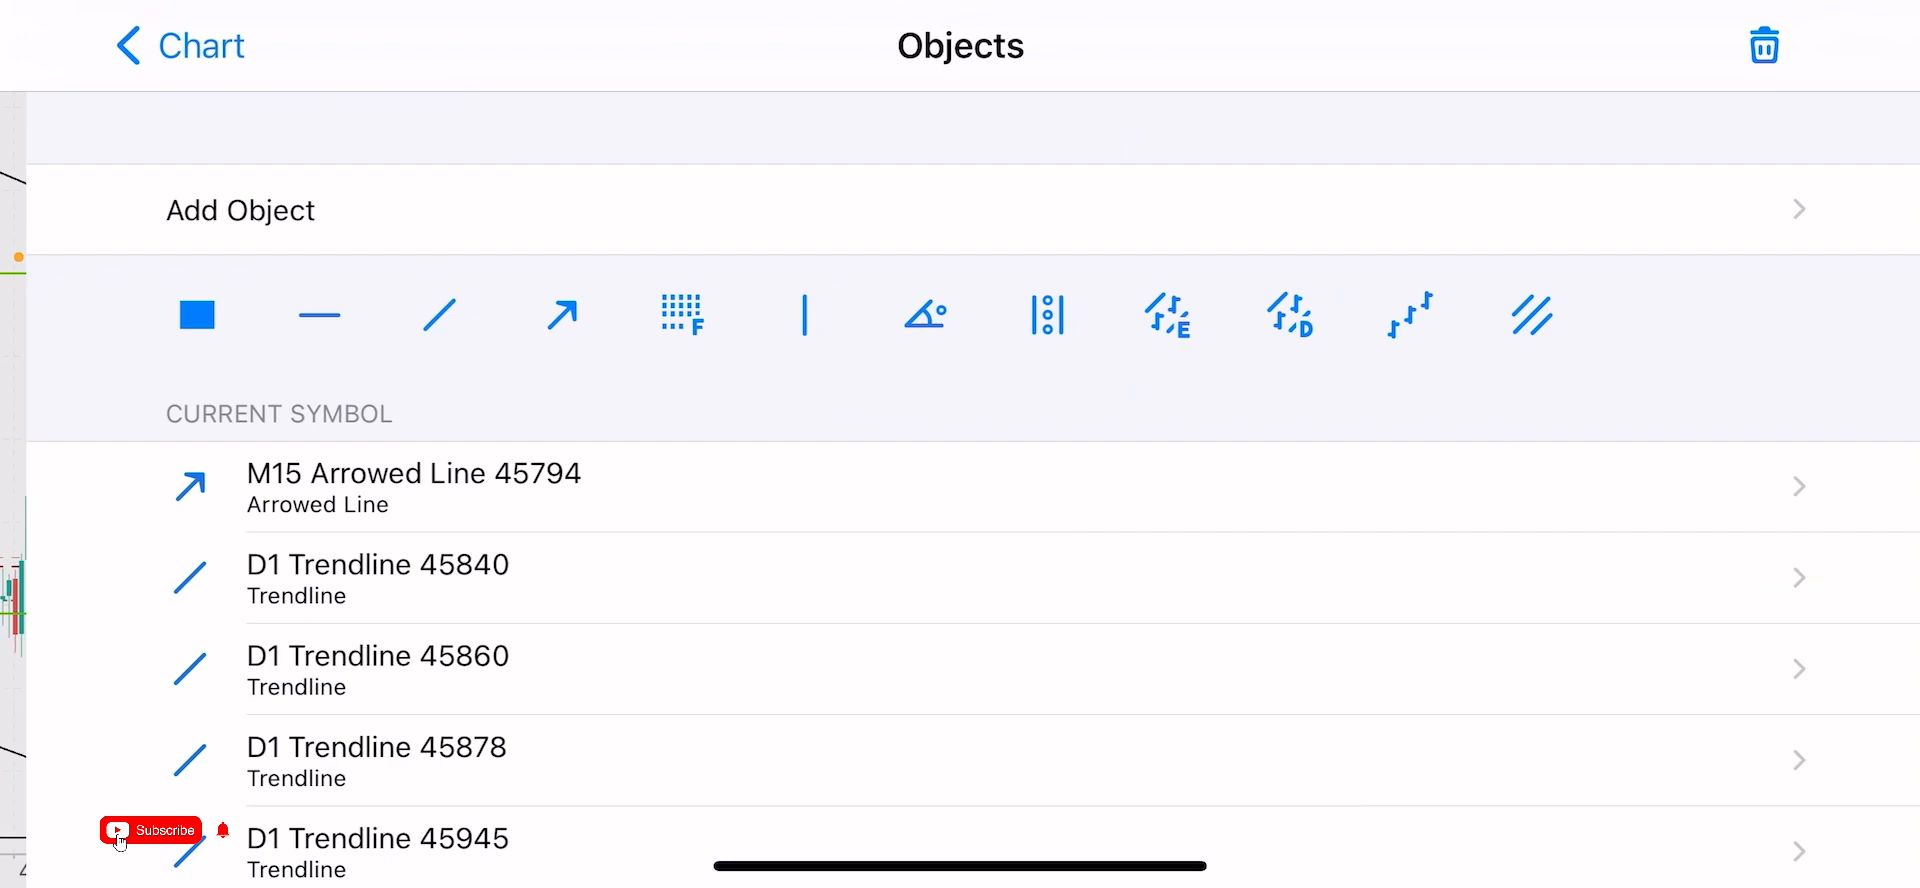 Chart
Objects
Add Object
F
E
D
CURRENT SYMBOL
M15 Arrowed Line 45794
Arrowed Line
D1 Trendline 45840
Trendline
D1 Trendline 45860
Trendline
D1 Trendline 45878
Trendline
Subscribe
D1 Trendline 45945
Trendline